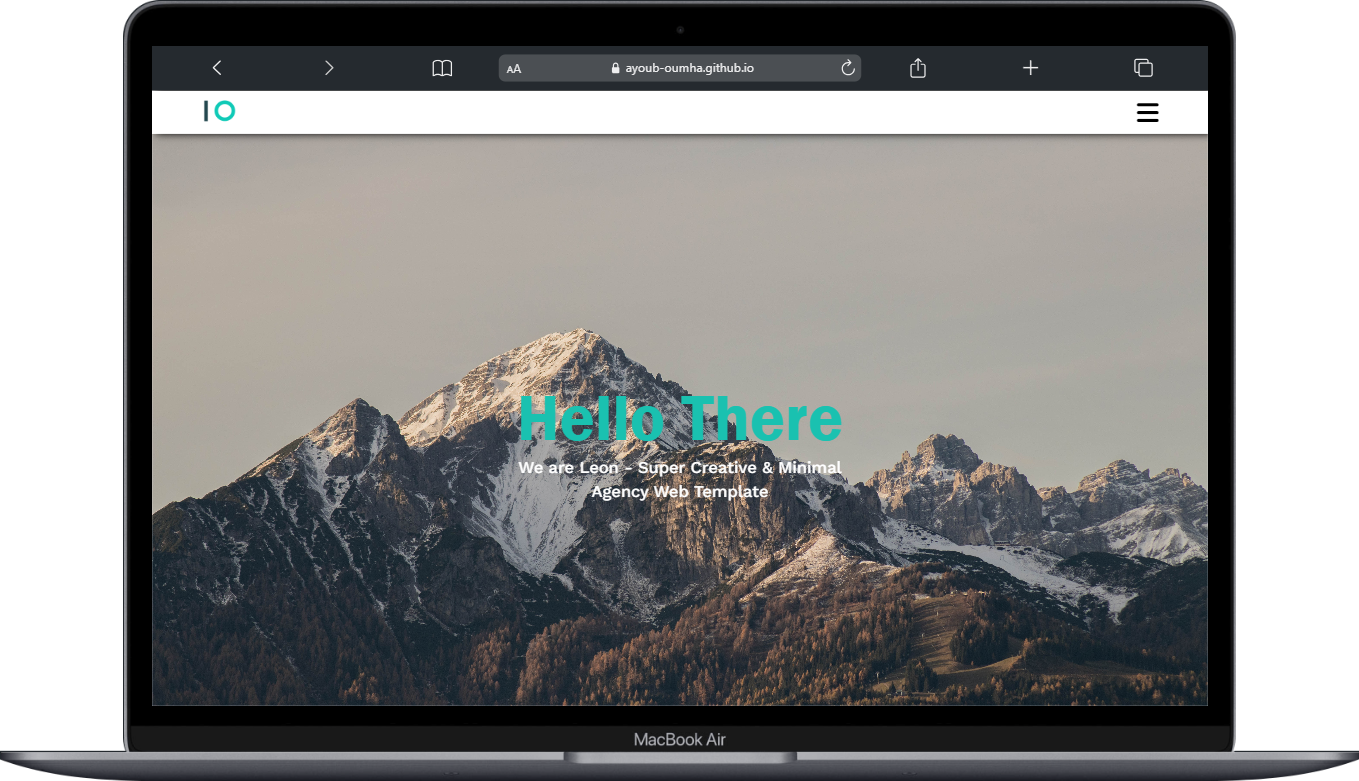 AA
ayoub-oumha.github.io
IO
Hello There
We are Leon - Super Creative & Minimal
Agency Web Template
MacBook Air